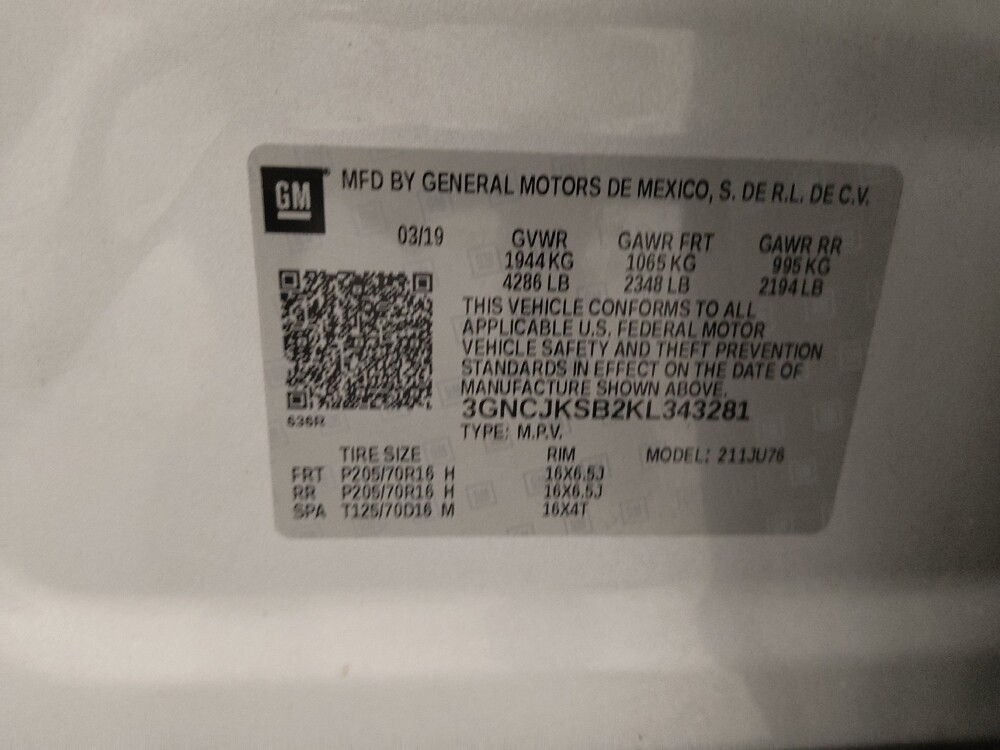 GM MFD BY GENERAL MOTORS DE MEXICO, S. DE R.L. DE C.V.
03/19 GVWR GAWR FRT GAWR RR
1944 KG 1065 KG 995 KG
4286 LB 2348 LB 2194 LB
THIS VEHICLE CONFORMS TO ALL
APPLICABLE U.S. FEDERAL MOTOR
VEHICLE SAFETY AND THEFT PREVENTION
STANDARDS IN EFFECT ON THE DATE OF
MANUFACTURE SHOWN ABOVE.
3GNCJKSB2KL343281
636R
TYPE: M.P.V.
TIRE SIZE RIM MODEL: 211JU76
FRT P205/70R16 H 16X6.5J
RR P205/70R16 H 16X6.5J
SPA T125/70D16 M 16X4T